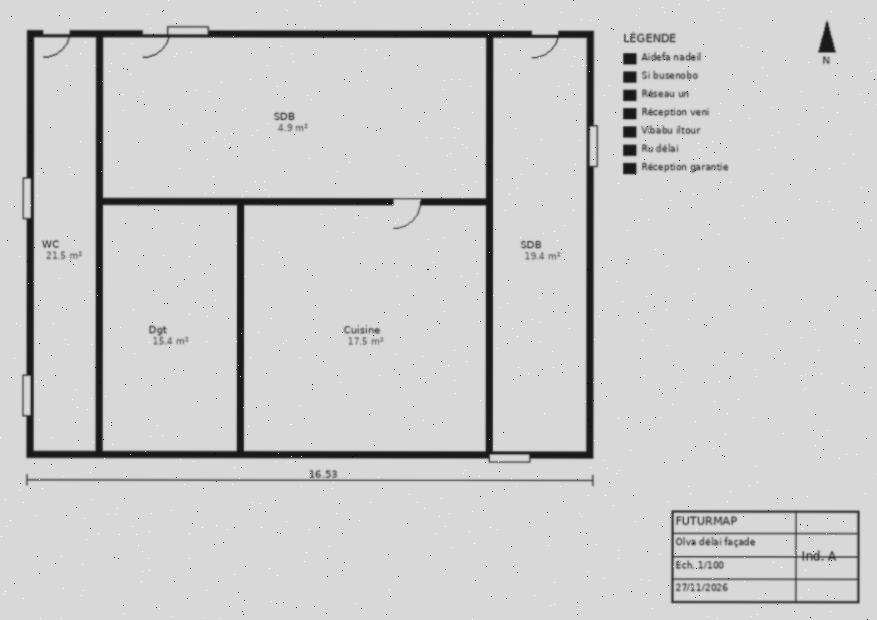 LÉGENDE
Aidefa nadeil
Si busenobo
Réseau un
Réception veni
Vibabu iltour
Ru délai
Réception garantie
N
SDB
4.9 m²
WC
21.5 m²
SDB
19.4 m²
Dgt
15.4 m²
Cuisine
17.5 m²
16.53
FUTURMAP
Olva délai façade
Ind. A
Ech. 1/100
27/11/2026